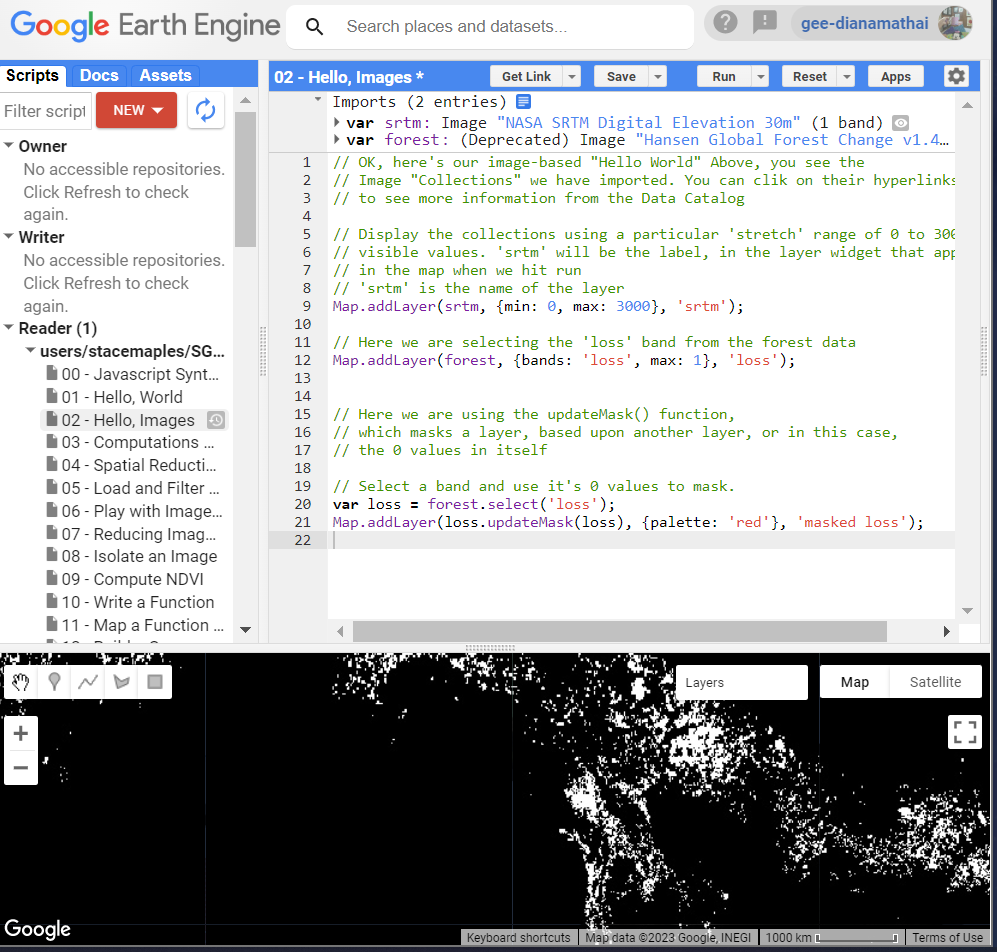 Google Earth Engine
Search places and datasets...
gee-dianamathai
Scripts Docs Assets
02 - Hello, Images *
Get Link Save Run Reset Apps
Filter script
NEW
Owner
No accessible repositories.
Click Refresh to check
again.
Writer
No accessible repositories.
Click Refresh to check
again.
Reader (1)
users/stacemaples/SG...
00 - Javascript Synt...
01 - Hello, World
02 - Hello, Images
03 - Computations ...
04 - Spatial Reducti...
05 - Load and Filter ...
06 - Play with Image...
07 - Reducing Imag...
08 - Isolate an Image
09 - Compute NDVI
10 - Write a Function
11 - Map a Function ...
Imports (2 entries)
var srtm: Image "NASA SRTM Digital Elevation 30m" (1 band)
var forest: (Deprecated) Image "Hansen Global Forest Change v1.4…
1 // OK, here's our image-based "Hello World" Above, you see the
2 // Image "Collections" we have imported. You can clik on their hyperlinks
3 // to see more information from the Data Catalog
4
5 // Display the collections using a particular 'stretch' range of 0 to 300
6 // visible values. 'srtm' will be the label, in the layer widget that app
7 // in the map when we hit run
8 // 'srtm' is the name of the layer
9 Map.addLayer(srtm, {min: 0, max: 3000}, 'srtm');
10
11 // Here we are selecting the 'loss' band from the forest data
12 Map.addLayer(forest, {bands: 'loss', max: 1}, 'loss');
13
14
15 // Here we are using the updateMask() function,
16 // which masks a layer, based upon another layer, or in this case,
17 // the 0 values in itself
18
19 // Select a band and use it's 0 values to mask.
20 var loss = forest.select('loss');
21 Map.addLayer(loss.updateMask(loss), {palette: 'red'}, 'masked loss');
22
Layers
Map Satellite
Google
Keyboard shortcuts Map data ©2023 Google, INEGI 1000 km Terms of Use